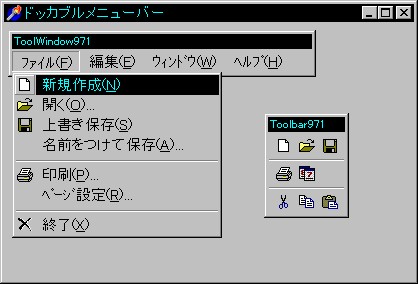 ドッカブルメニューバー
ToolWindow971
ファイル(F) 編集(E) ウィンドウ(W) ヘルプ(H)
新規作成(N)
開く(O)...
上書き保存(S)
名前をつけて保存(A)...
印刷(P)...
ページ設定(R)...
終了(X)
Toolbar971